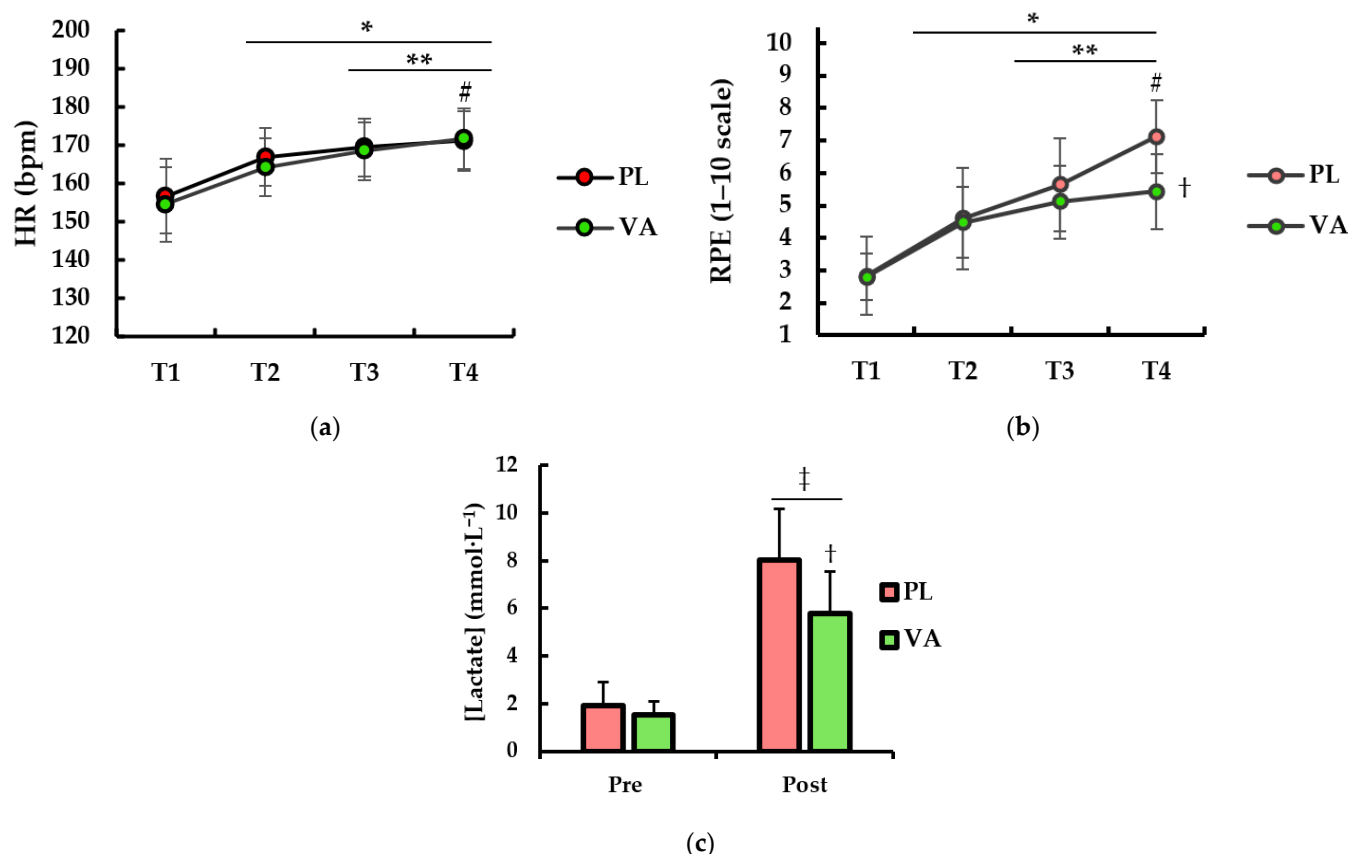 HR (bpm)
200
190
180
170
160
150
140
130
120
*
**
#
T1 T2 T3 T4
PL
VA
(a)
RPE (1–10 scale)
10
9
8
7
6
5
4
3
2
1
*
**
#
†
T1 T2 T3 T4
PL
VA
(b)
[Lactate] (mmol·L⁻¹)
12
10
8
6
4
2
0
‡
†
Pre Post
PL
VA
(c)